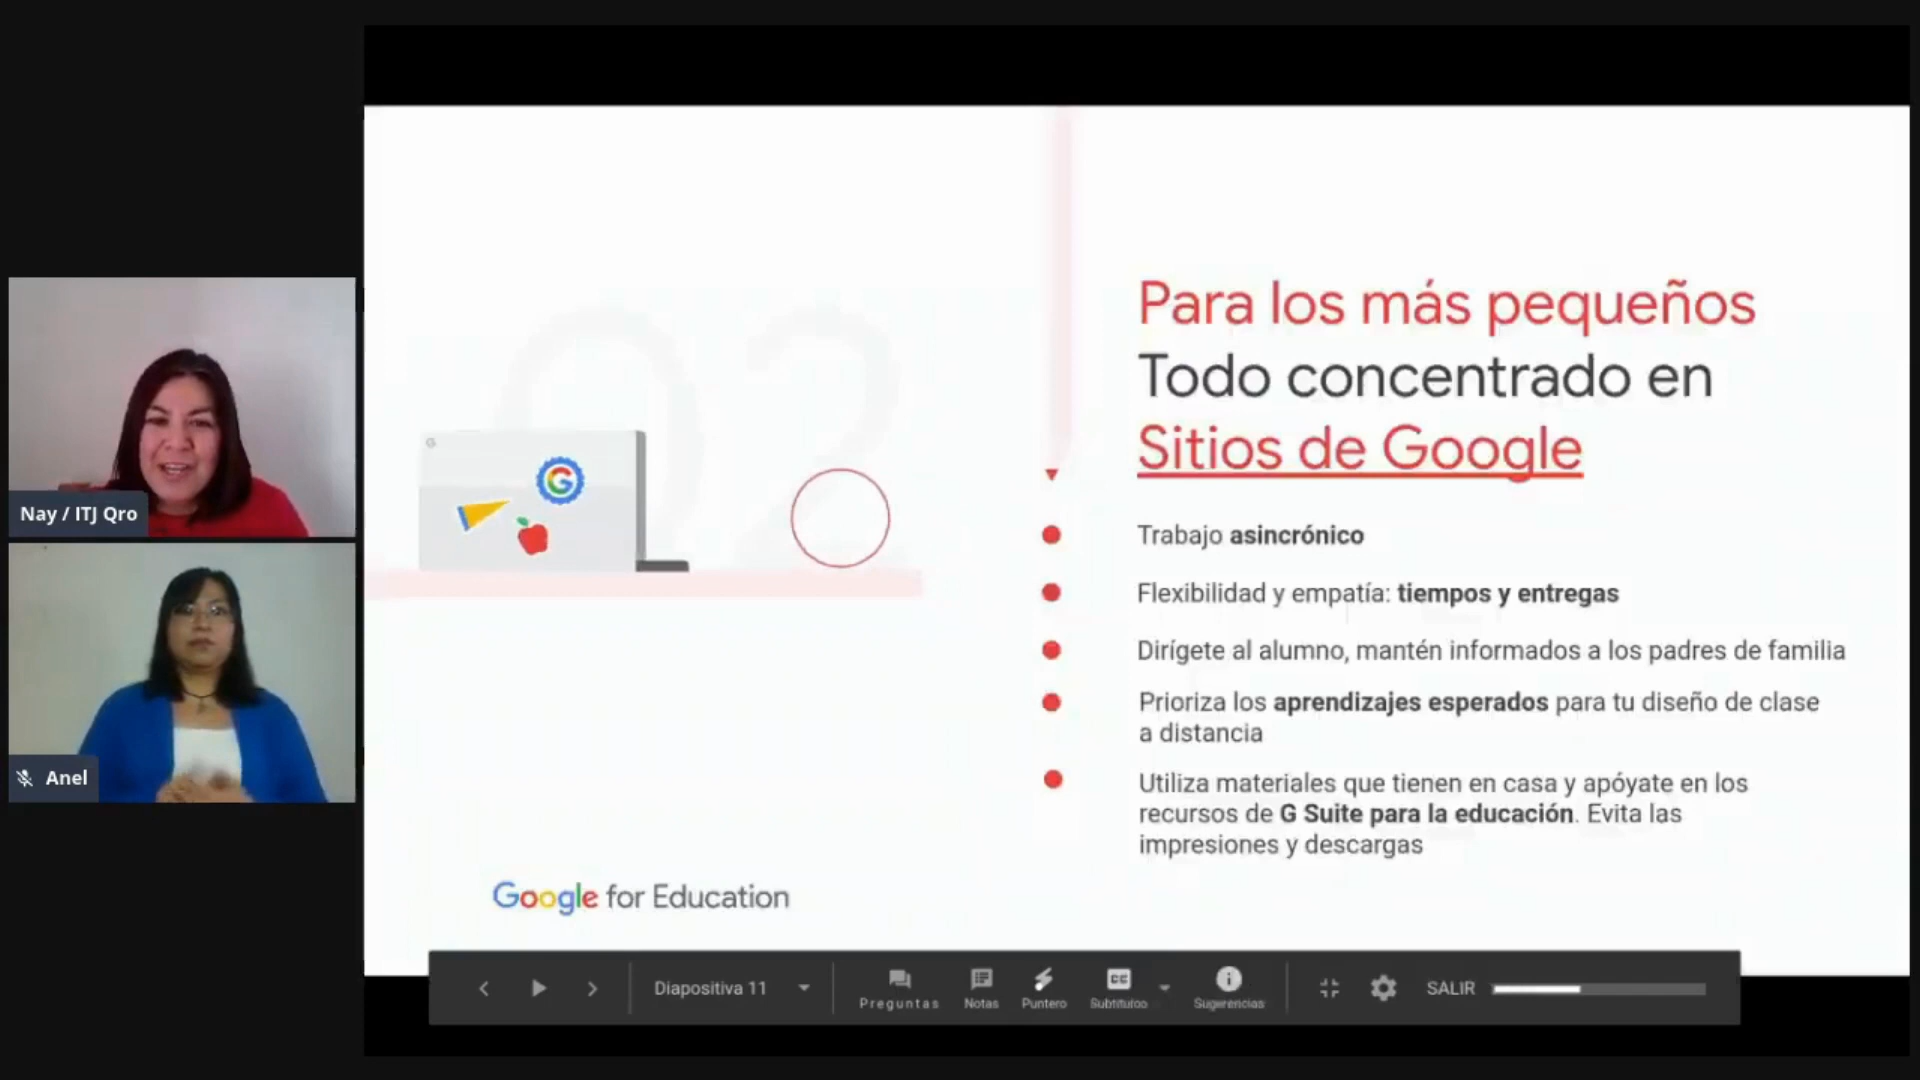 Nay / ITJ Qro
Anel
02
G
G
Para los más pequeños
Todo concentrado en
Sitios de Google
Trabajo asincrónico
Flexibilidad y empatía: tiempos y entregas
Dirígete al alumno, mantén informados a los padres de familia
Prioriza los aprendizajes esperados para tu diseño de clase
a distancia
Utiliza materiales que tienen en casa y apóyate en los
recursos de G Suite para la educación. Evita las
impresiones y descargas
Google for Education
Diapositiva 11
Preguntas
Notas
Puntero
CC
Subtítulos
Sugerencias
SALIR